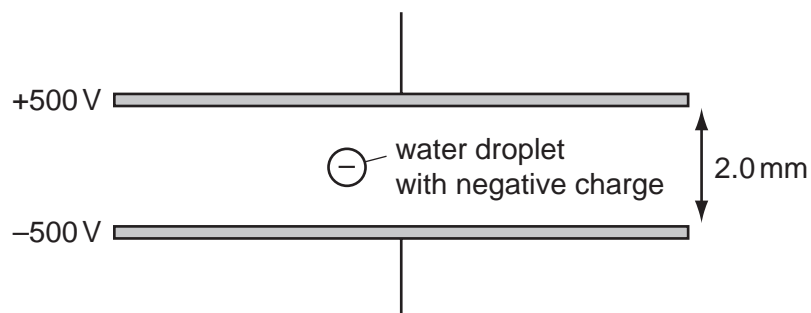 +500 V
−
water droplet
with negative charge
2.0 mm
–500 V